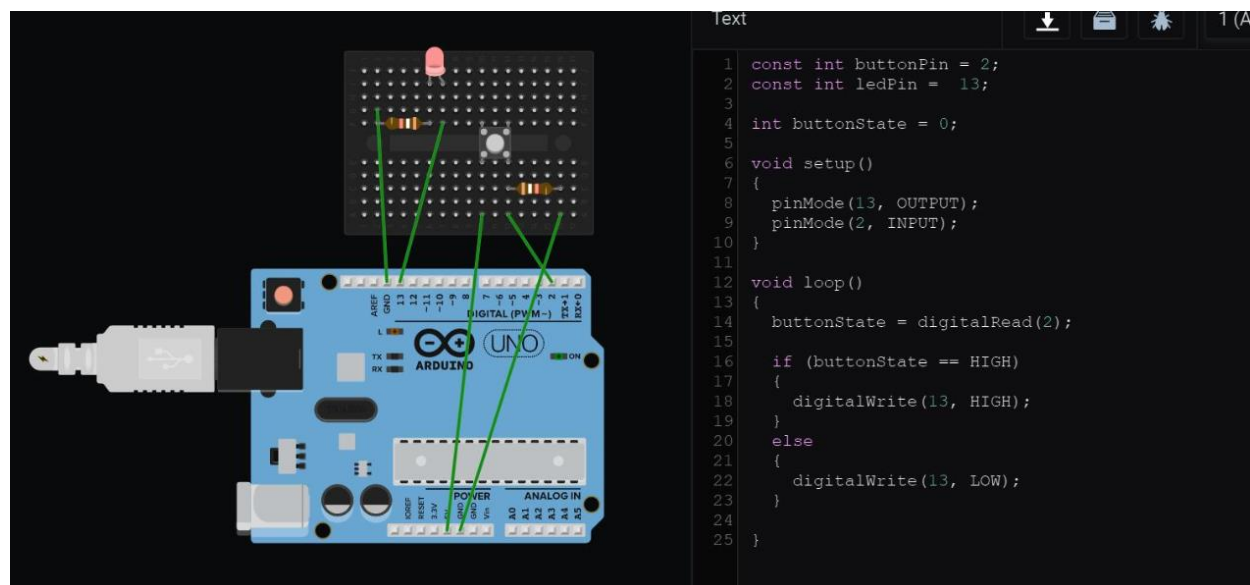 Text
1 (A
1 const int buttonPin = 2;
2 const int ledPin =  13;
3
4 int buttonState = 0;
5
6 void setup()
7 {
8   pinMode(13, OUTPUT);
9   pinMode(2, INPUT);
10 }
11
12 void loop()
13 {
14   buttonState = digitalRead(2);
15
16   if (buttonState == HIGH)
17   {
18     digitalWrite(13, HIGH);
19   }
20   else
21   {
22     digitalWrite(13, LOW);
23   }
24
25 }
AREF
GND
13
12
~11
~10
~9
8
7
~6
~5
4
~3
2
TX→1
RX←0
DIGITAL (PWM~)
L
TX
RX
ARDUINO
UNO
ON
POWER
ANALOG IN
IOREF
RESET
3.3V
5V
GND
GND
Vin
A0
A1
A2
A3
A4
A5